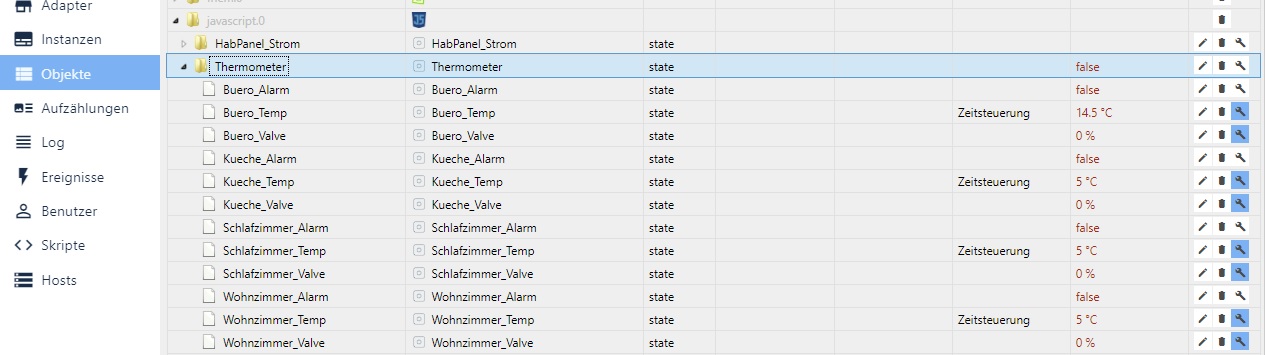 Adapter
javascript.0 JS
Instanzen
HabPanel_Strom HabPanel_Strom state
Objekte
Thermometer Thermometer state false
Buero_Alarm Buero_Alarm state false
Aufzählungen
Buero_Temp Buero_Temp state Zeitsteuerung 14.5 °C
Buero_Valve Buero_Valve state 0 %
Log
Kueche_Alarm Kueche_Alarm state false
Ereignisse
Kueche_Temp Kueche_Temp state Zeitsteuerung 5 °C
Kueche_Valve Kueche_Valve state 0 %
Benutzer
Schlafzimmer_Alarm Schlafzimmer_Alarm state false
Skripte
Schlafzimmer_Temp Schlafzimmer_Temp state Zeitsteuerung 5 °C
Schlafzimmer_Valve Schlafzimmer_Valve state 0 %
Hosts
Wohnzimmer_Alarm Wohnzimmer_Alarm state false
Wohnzimmer_Temp Wohnzimmer_Temp state Zeitsteuerung 5 °C
Wohnzimmer_Valve Wohnzimmer_Valve state 0 %